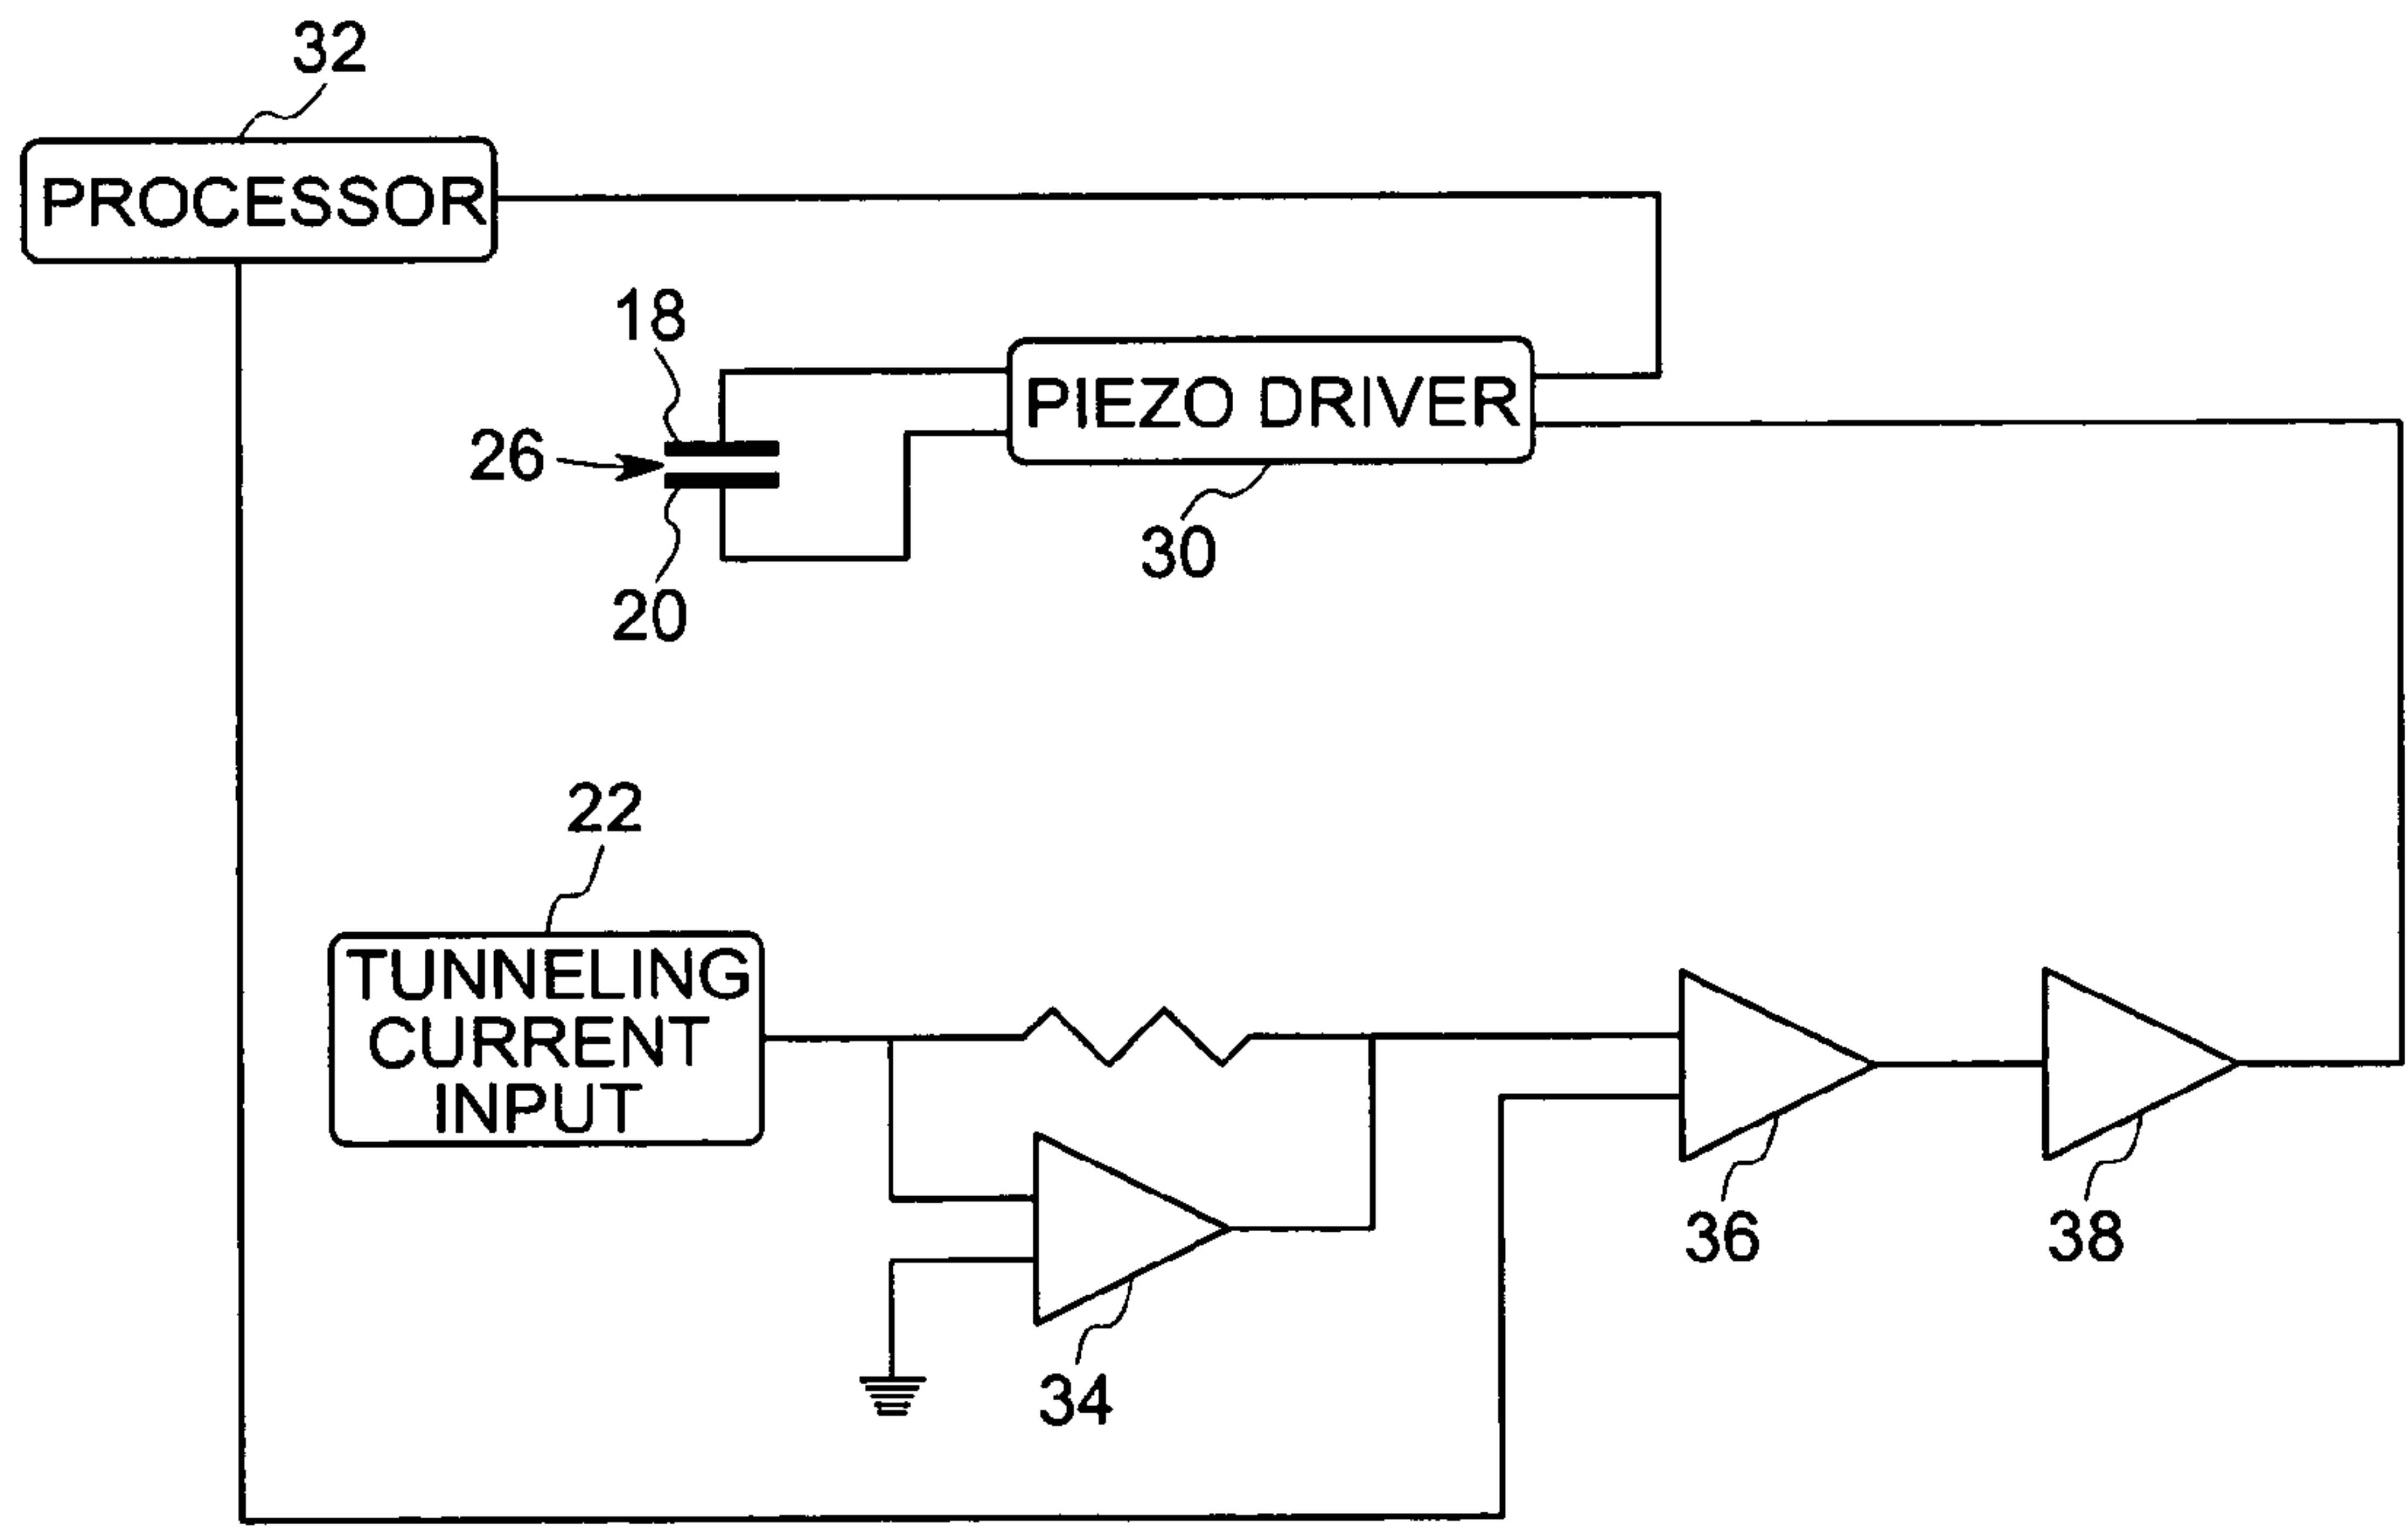 32
PROCESSOR
18
PIEZO DRIVER
26
30
20
22
TUNNELING
CURRENT
INPUT
36
38
34